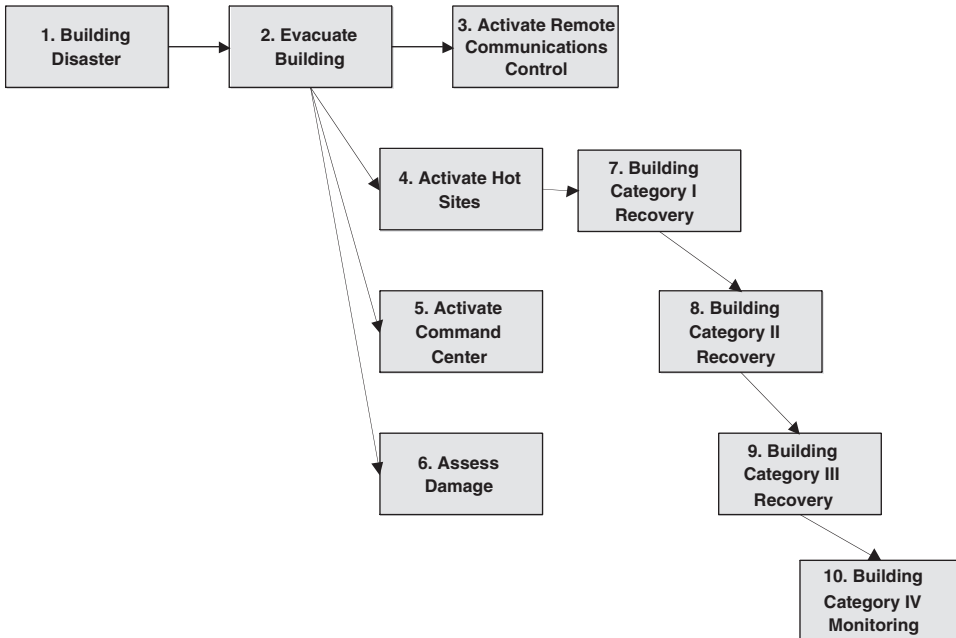 1. Building
Disaster
2. Evacuate
Building
3. Activate Remote
Communications
Control
4. Activate Hot
Sites
5. Activate
Command
Center
6. Assess
Damage
7. Building
Category I
Recovery
8. Building
Category II
Recovery
9. Building
Category III
Recovery
10. Building
Category IV
Monitoring